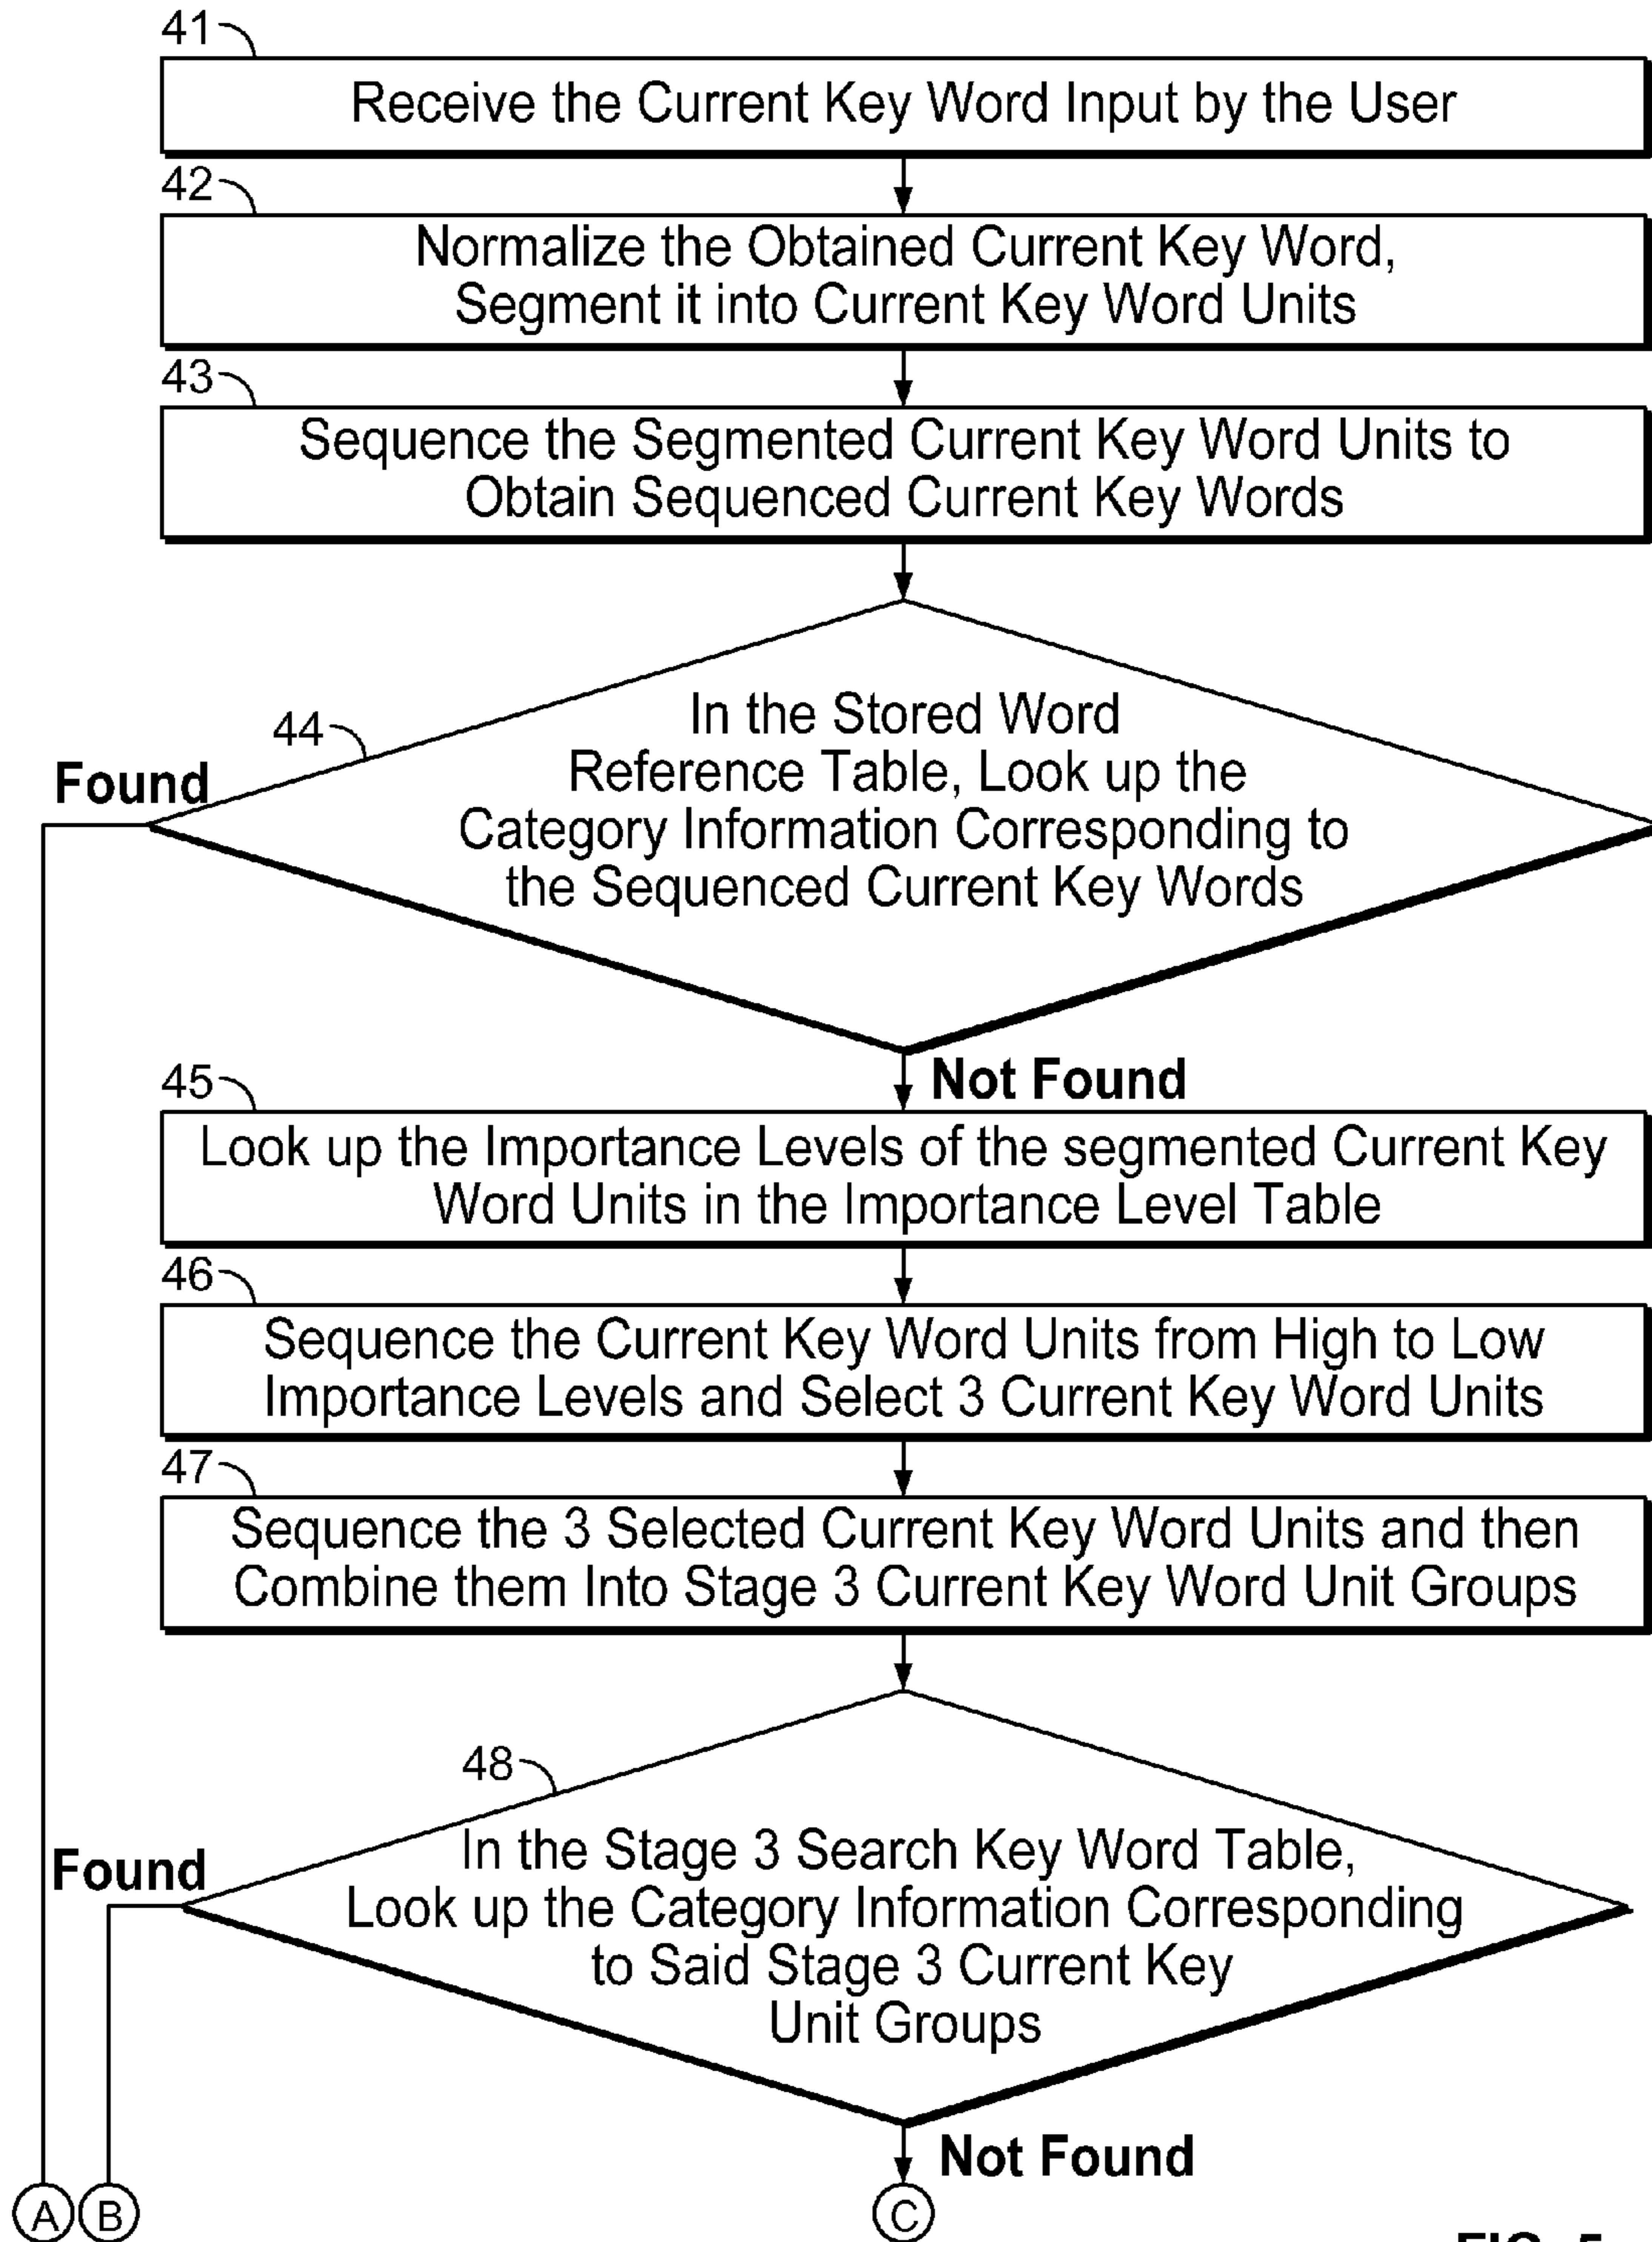 41
Receive the Current Key Word Input by the User
42
Normalize the Obtained Current Key Word,
Segment it into Current Key Word Units
43
Sequence the Segmented Current Key Word Units to
Obtain Sequenced Current Key Words
44
In the Stored Word
Reference Table, Look up the
Category Information Corresponding to
the Sequenced Current Key Words
Found
Not Found
45
Look up the Importance Levels of the segmented Current Key
Word Units in the Importance Level Table
46
Sequence the Current Key Word Units from High to Low
Importance Levels and Select 3 Current Key Word Units
47
Sequence the 3 Selected Current Key Word Units and then
Combine them Into Stage 3 Current Key Word Unit Groups
48
In the Stage 3 Search Key Word Table,
Look up the Category Information Corresponding
to Said Stage 3 Current Key
Unit Groups
Found
Not Found
A B C